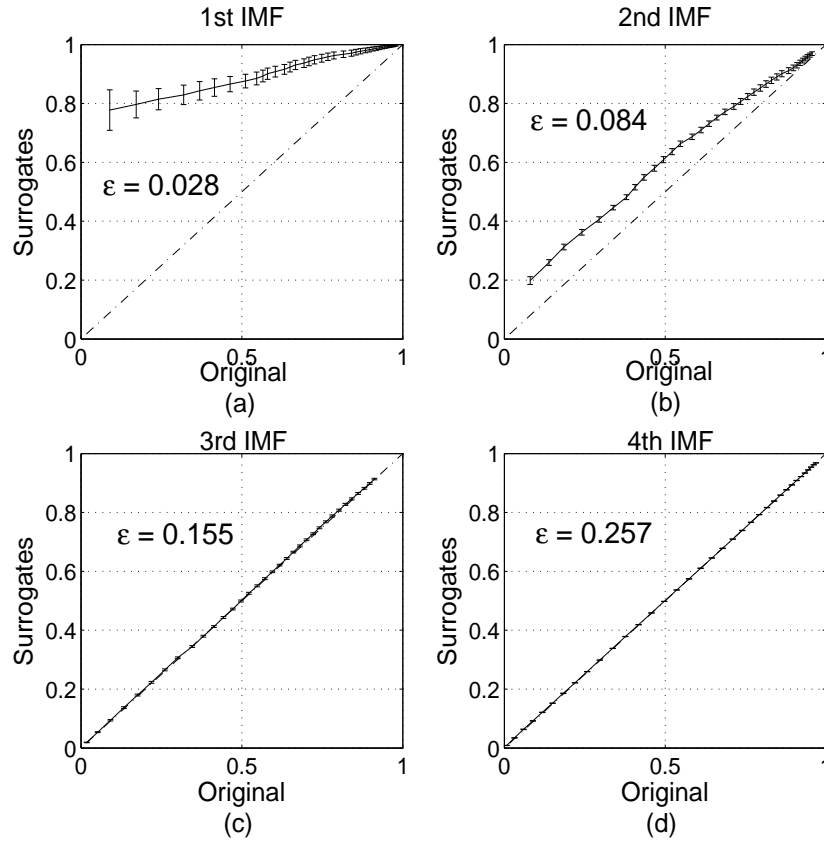 1st IMF
1
0.8
0.6
0.4
0.2
0
Surrogates
ε = 0.028
0
0.5
1
Original
(a)
2nd IMF
1
0.8
0.6
0.4
0.2
0
Surrogates
ε = 0.084
0
0.5
1
Original
(b)
3rd IMF
1
0.8
0.6
0.4
0.2
0
Surrogates
ε = 0.155
0
0.5
1
Original
(c)
4th IMF
1
0.8
0.6
0.4
0.2
0
Surrogates
ε = 0.257
0
0.5
1
Original
(d)